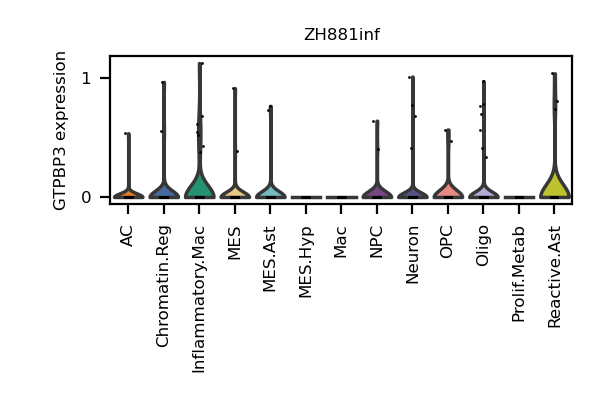 ZH881inf
GTPBP3 expression
1
0
AC
Chromatin.Reg
Inflammatory.Mac
MES
MES.Ast
MES.Hyp
Mac
NPC
Neuron
OPC
Oligo
Prolif.Metab
Reactive.Ast